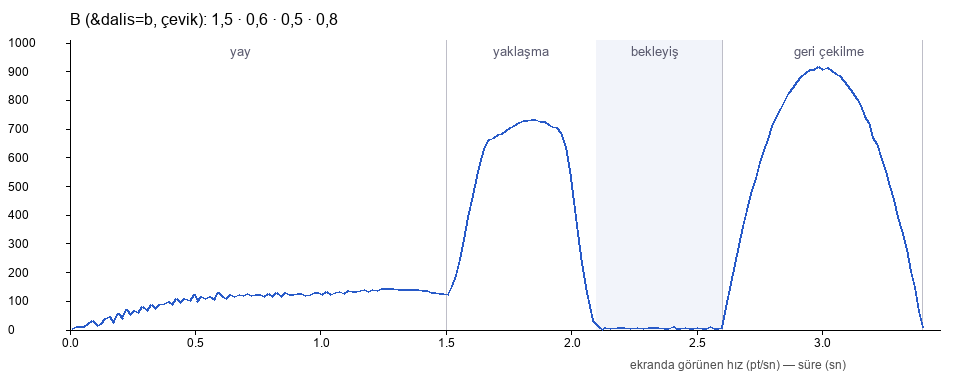 B (&dalis=b, çevik): 1,5 · 0,6 · 0,5 · 0,8
1000
yay yaklaşma bekleyiş geri çekilme
900
800
700
600
500
400
300
200
100
0
0.0 0.5 1.0 1.5 2.0 2.5 3.0
ekranda görünen hız (pt/sn) — süre (sn)